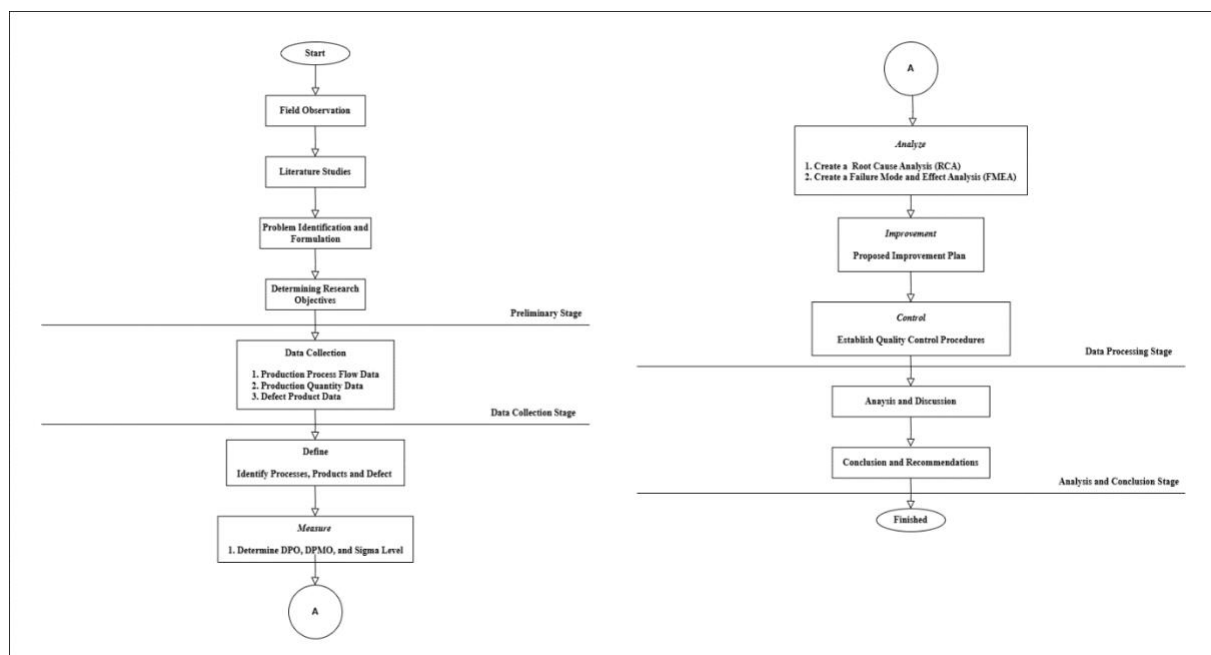 Start
Field Observation
Literature Studies
Problem Identification and
Formulation
Determining Research
Objectives
Preliminary Stage
Data Collection
1. Production Process Flow Data
2. Production Quantity Data
3. Defect Product Data
Data Collection Stage
Define
Identify Processes, Products and Defect
Measure
1. Determine DPO, DPMO, and Sigma Level
A
A
Analyze
1. Create a Root Cause Analysis (RCA)
2. Create a Failure Mode and Effect Analysis (FMEA)
Improvement
Proposed Improvement Plan
Control
Establish Quality Control Procedures
Data Processing Stage
Anaysis and Discussion
Conclusion and Recommendations
Analysis and Conclusion Stage
Finished